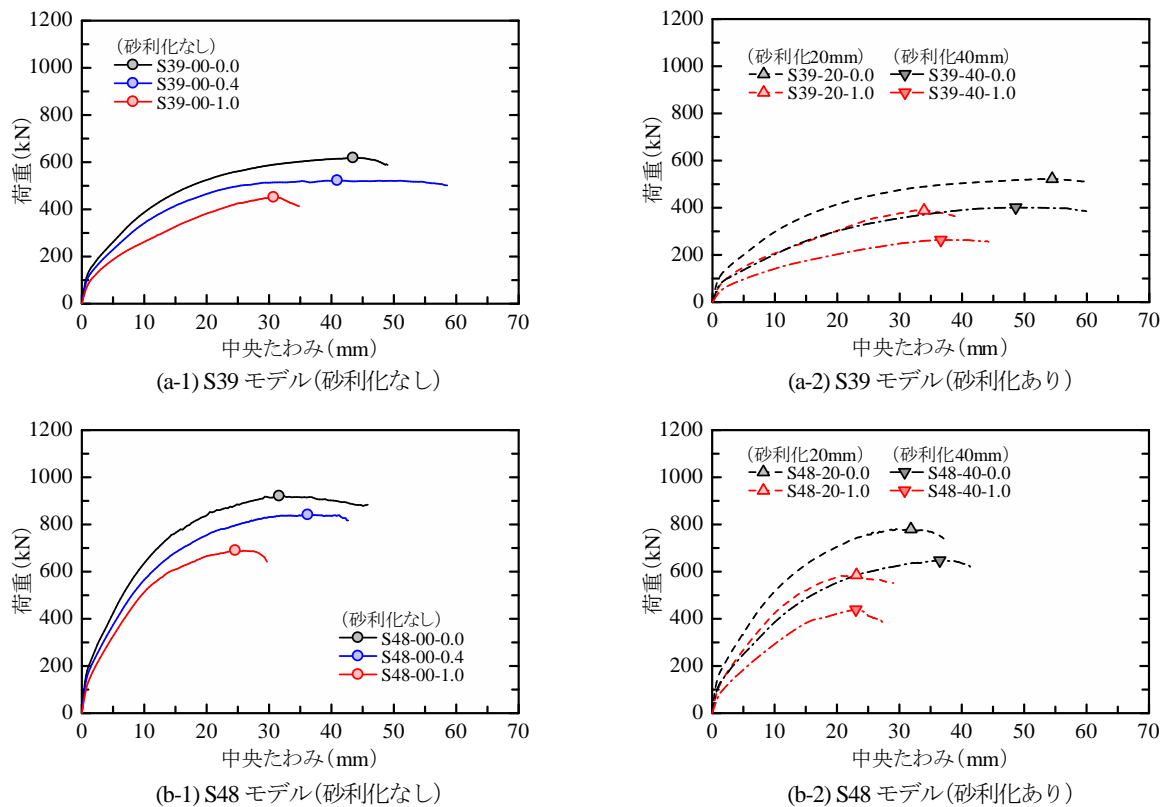 1200
1000
800
600
400
200
0
荷重(kN)
(砂利化なし)
S39-00-0.0
S39-00-0.4
S39-00-1.0
0 10 20 30 40 50 60 70
中央たわみ(mm)
(a-1) S39 モデル(砂利化なし)
1200
1000
800
600
400
200
0
荷重(kN)
(砂利化20mm) (砂利化40mm)
S39-20-0.0 S39-40-0.0
S39-20-1.0 S39-40-1.0
0 10 20 30 40 50 60 70
中央たわみ(mm)
(a-2) S39 モデル(砂利化あり)
1200
1000
800
600
400
200
0
荷重(kN)
(砂利化なし)
S48-00-0.0
S48-00-0.4
S48-00-1.0
0 10 20 30 40 50 60 70
中央たわみ(mm)
(b-1) S48 モデル(砂利化なし)
1200
1000
800
600
400
200
0
荷重(kN)
(砂利化20mm) (砂利化40mm)
S48-20-0.0 S48-40-0.0
S48-20-1.0 S48-40-1.0
0 10 20 30 40 50 60 70
中央たわみ(mm)
(b-2) S48 モデル(砂利化あり)